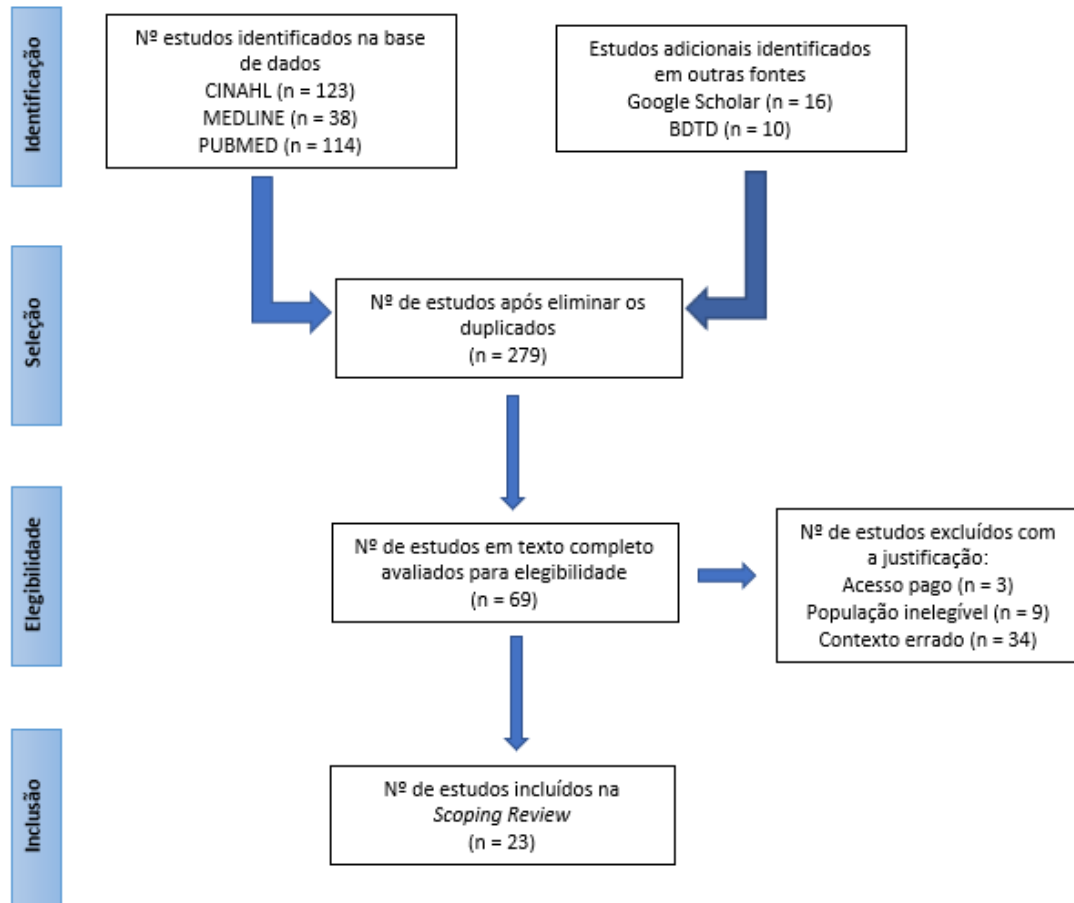 Identificação
Nº estudos identificados na base
de dados
CINAHL (n = 123)
MEDLINE (n = 38)
PUBMED (n = 114)
Estudos adicionais identificados
em outras fontes
Google Scholar (n = 16)
BDTD (n = 10)
Seleção
Nº de estudos após eliminar os
duplicados
(n = 279)
Elegibilidade
Nº de estudos em texto completo
avaliados para elegibilidade
(n = 69)
Nº de estudos excluídos com
a justificação:
Acesso pago (n = 3)
População inelegível (n = 9)
Contexto errado (n = 34)
Inclusão
Nº de estudos incluídos na
Scoping Review
(n = 23)